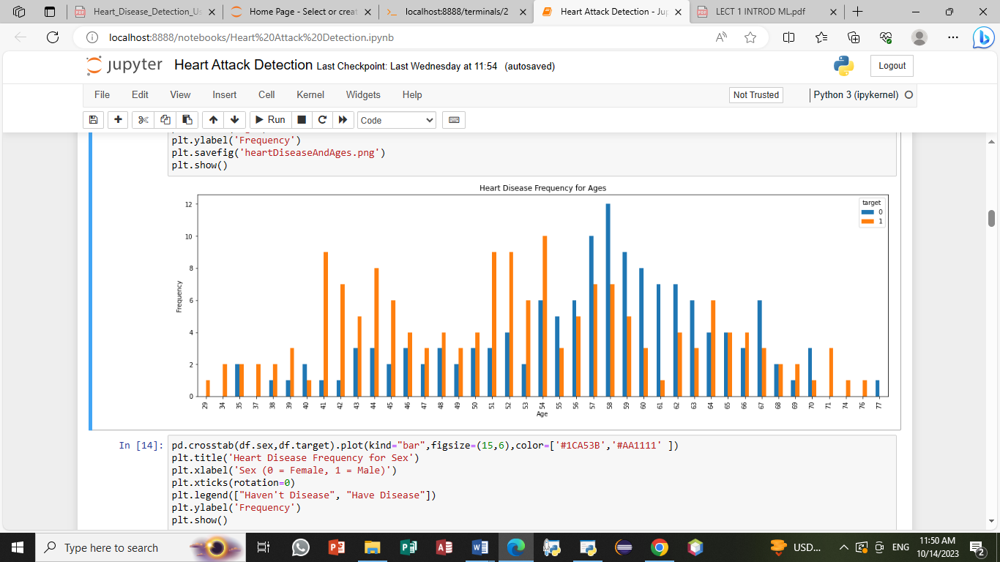 Heart_Disease_Detection_Us
Home Page - Select or creat
localhost:8888/terminals/2
Heart Attack Detection - Jup
LECT 1 INTROD ML.pdf
localhost:8888/notebooks/Heart%20Attack%20Detection.ipynb
jupyter Heart Attack Detection Last Checkpoint: Last Wednesday at 11:54 (autosaved)
Logout
File Edit View Insert Cell Kernel Widgets Help
Not Trusted
Python 3 (ipykernel)
Run
Code
plt.ylabel('Frequency')
plt.savefig('heartDiseaseAndAges.png')
plt.show()
Heart Disease Frequency for Ages
target
0
1
12
10
8
6
4
2
0
Frequency
29 34 35 37 38 39 40 41 42 43 44 45 46 47 48 49 50 51 52 53 54 55 56 57 58 59 60 61 62 63 64 65 66 67 68 69 70 71 74 76 77
Age
In [14]:
pd.crosstab(df.sex,df.target).plot(kind="bar",figsize=(15,6),color=['#1CA53B','#AA1111' ])
plt.title('Heart Disease Frequency for Sex')
plt.xlabel('Sex (0 = Female, 1 = Male)')
plt.xticks(rotation=0)
plt.legend(["Haven't Disease", "Have Disease"])
plt.ylabel('Frequency')
plt.show()
Type here to search
USD...
ENG
11:50 AM
10/14/2023
2